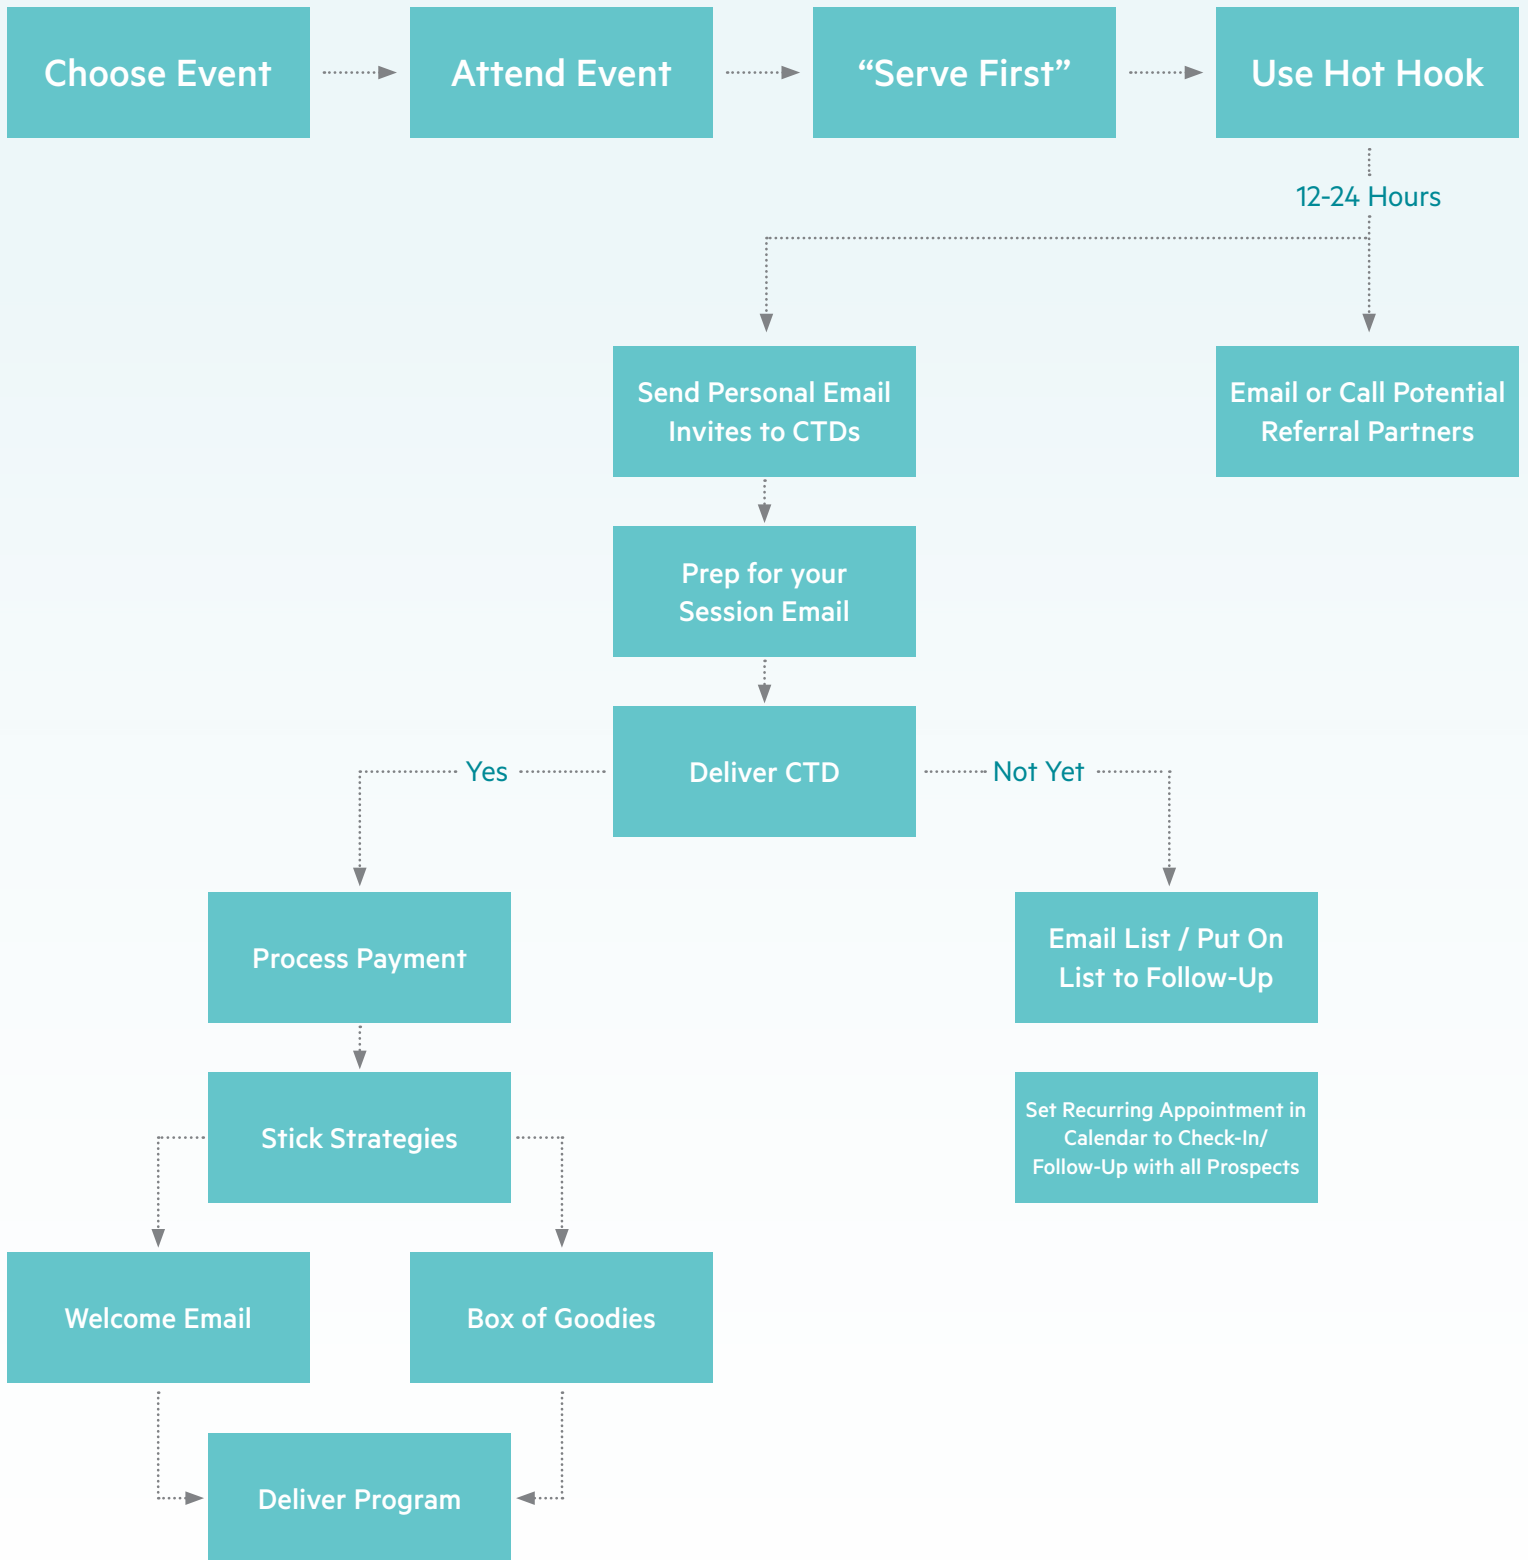 Choose Event
Attend Event
“Serve First”
Use Hot Hook
12-24 Hours
Send Personal Email
Invites to CTDs
Email or Call Potential
Referral Partners
Prep for your
Session Email
Deliver CTD
Yes
Not Yet
Process Payment
Email List / Put On
List to Follow-Up
Stick Strategies
Set Recurring Appointment in
Calendar to Check-In/
Follow-Up with all Prospects
Welcome Email
Box of Goodies
Deliver Program